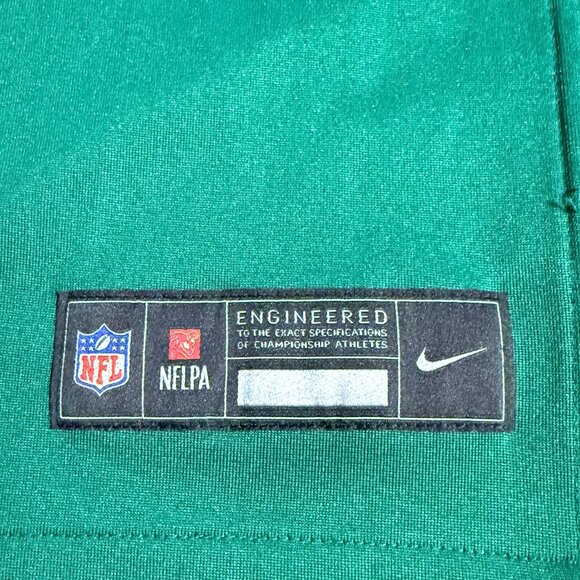 NFL
NFLPA
ENGINEERED
TO THE EXACT SPECIFICATIONS
OF CHAMPIONSHIP ATHLETES